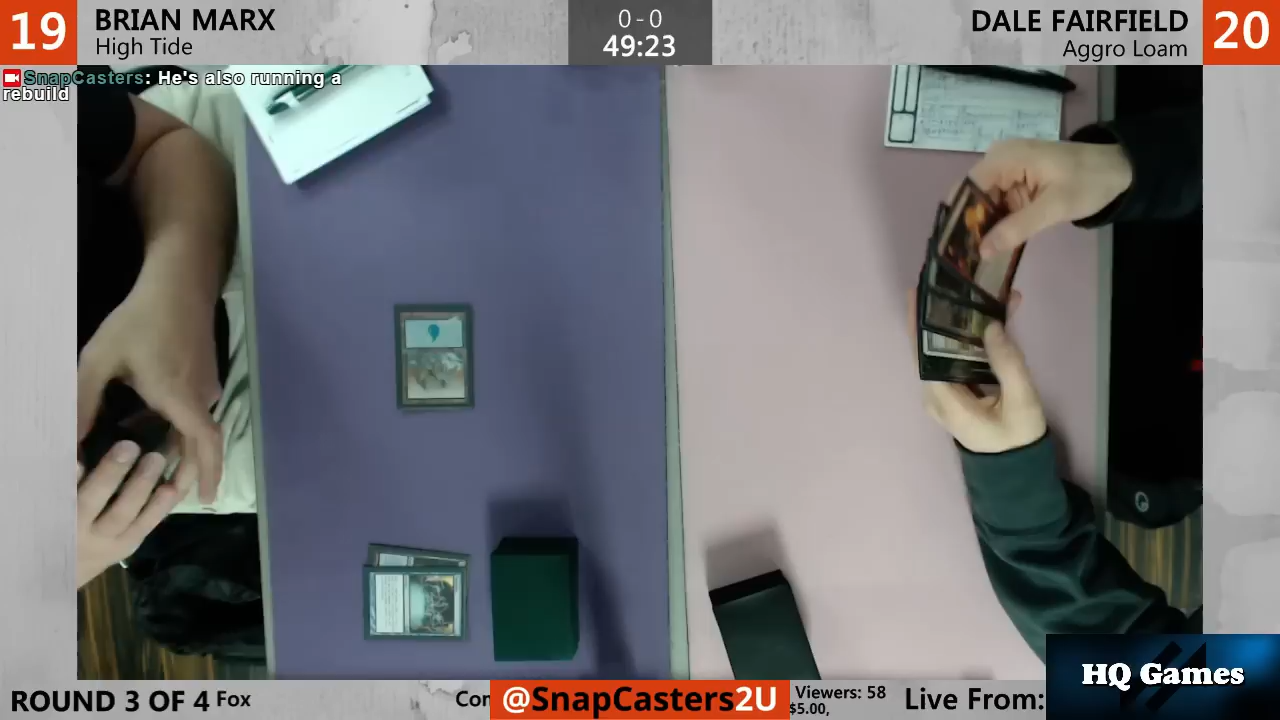 19
BRIAN MARX
High Tide
0-0
49:23
DALE FAIRFIELD
Aggro Loam
20
SnapCasters: He's also running a
rebuild
ROUND 3 OF 4 Fox
Cor
@SnapCasters2U
Viewers: 58
$5.00,
Live From:
HQ Games